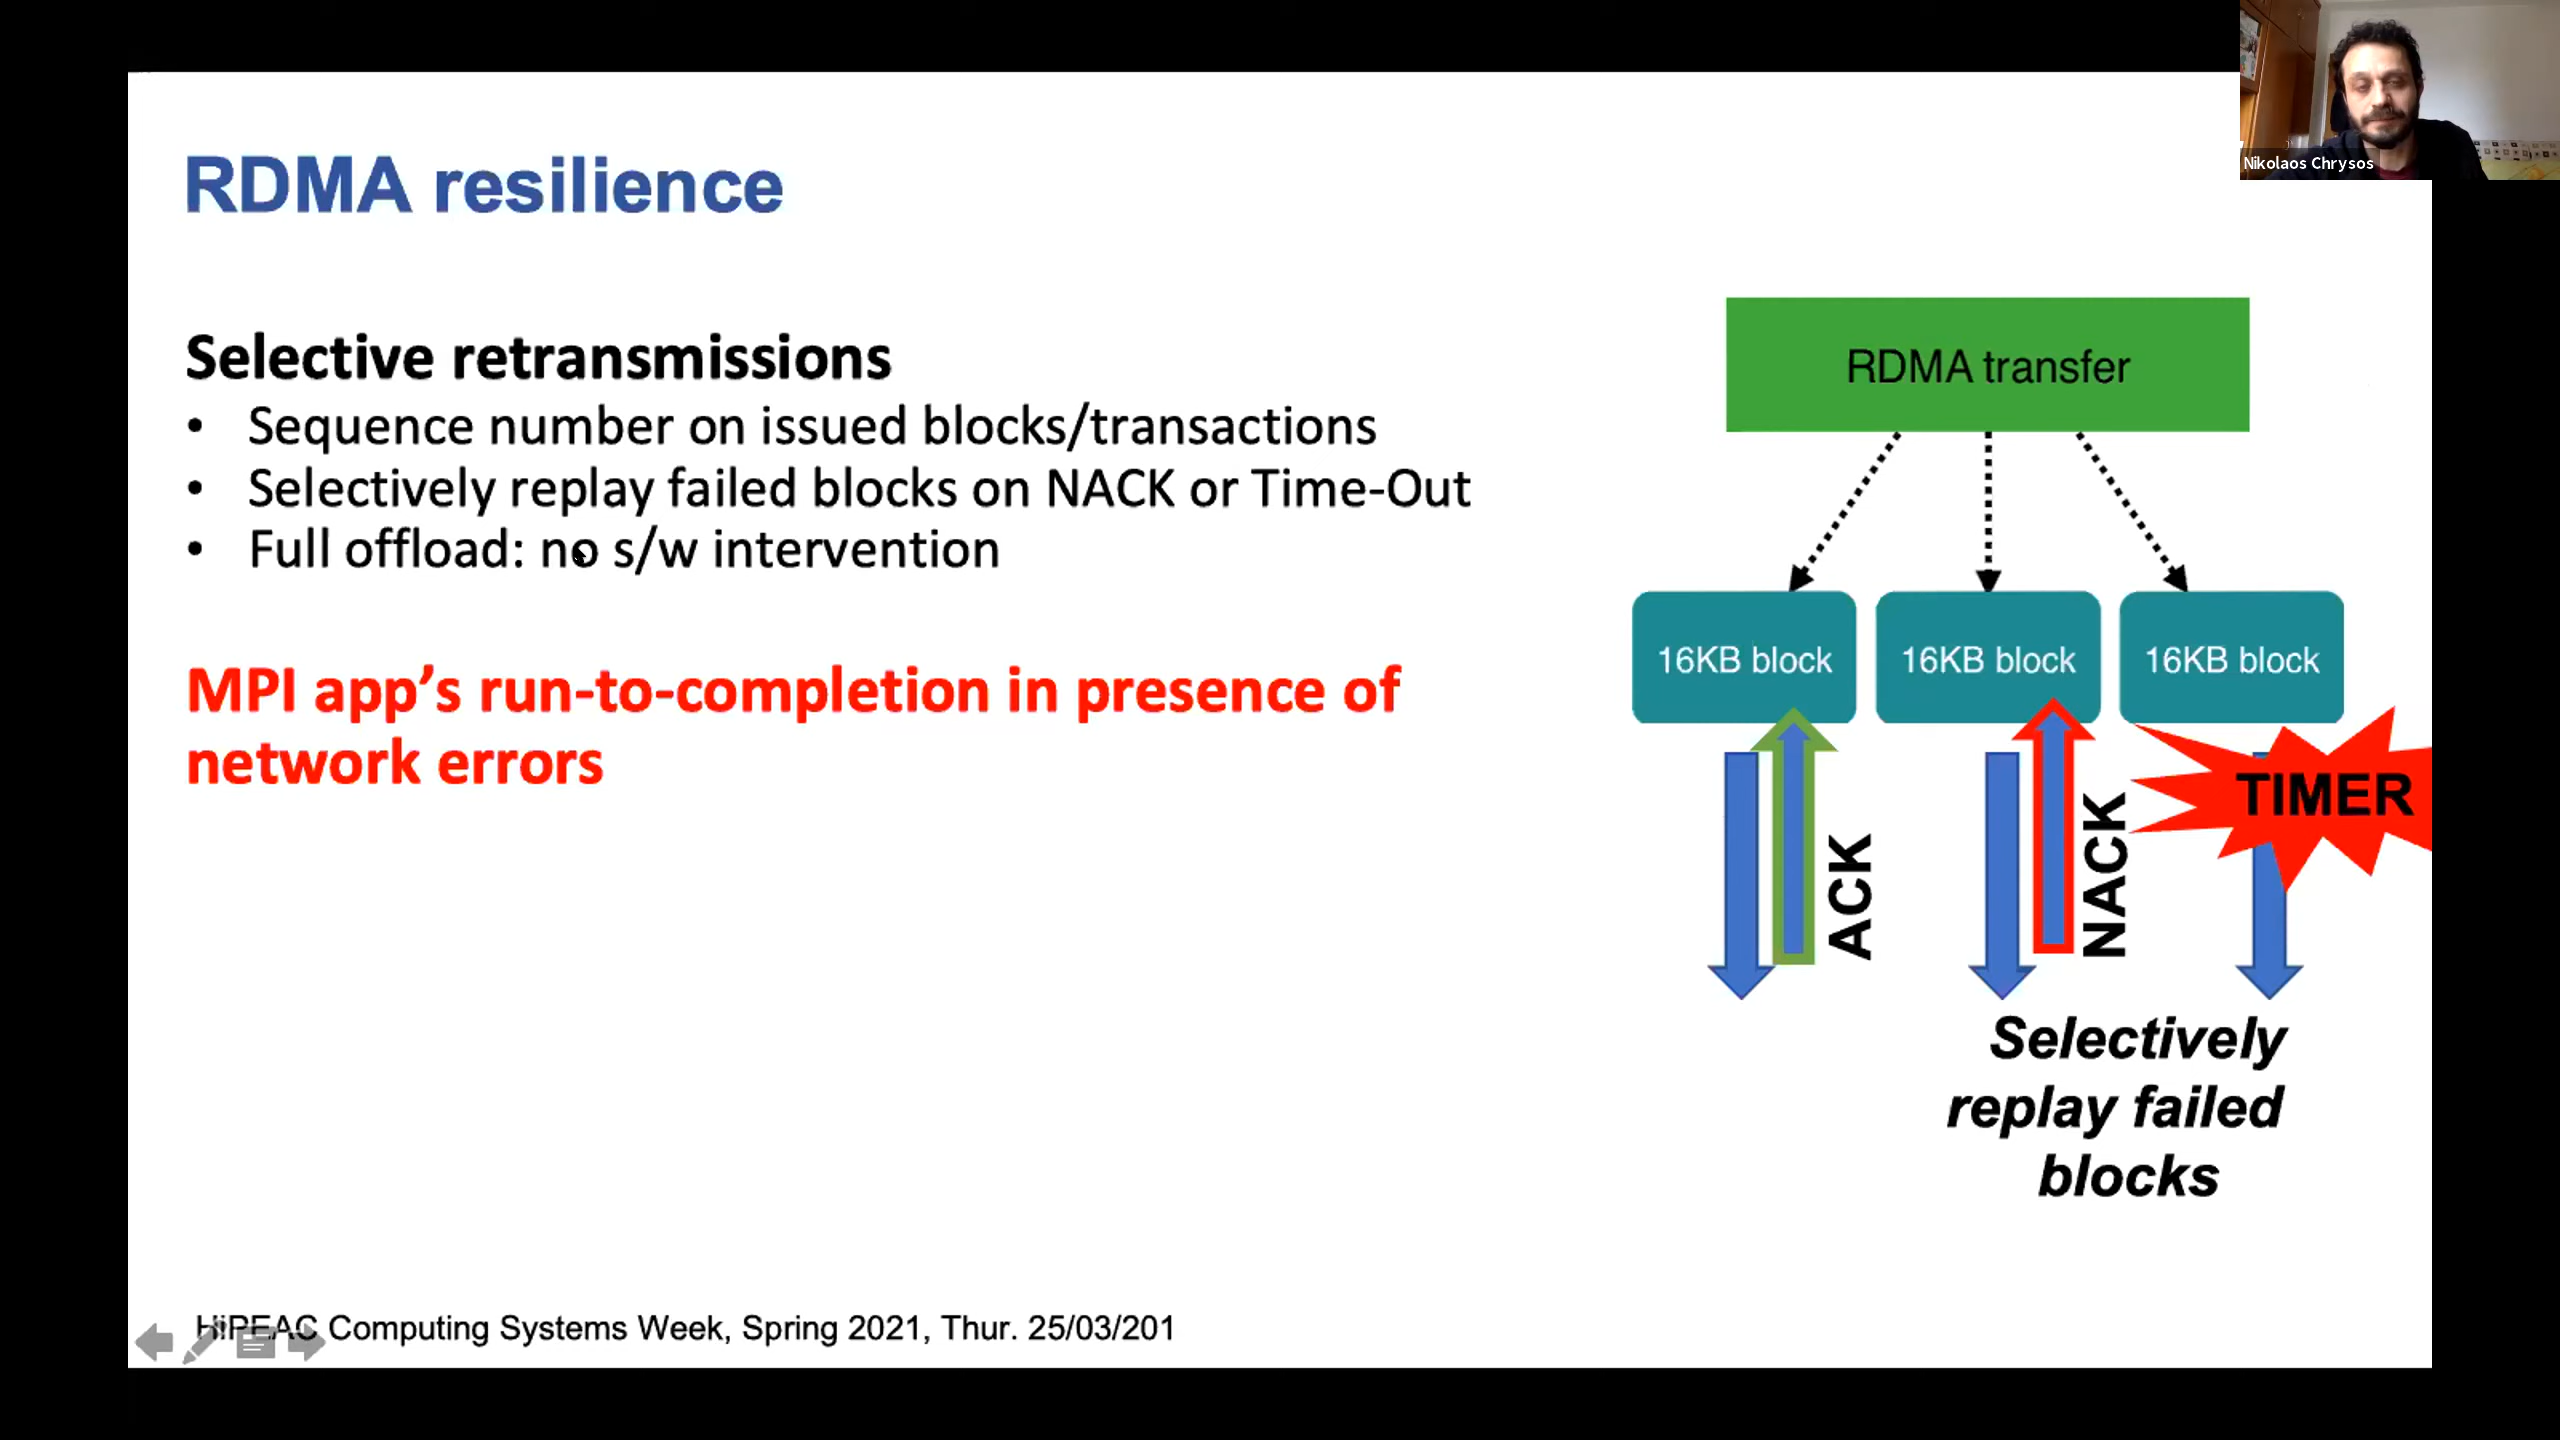 Nikolaos Chrysos
RDMA resilience
Selective retransmissions
• Sequence number on issued blocks/transactions
• Selectively replay failed blocks on NACK or Time-Out
• Full offload: no s/w intervention
MPI app’s run-to-completion in presence of
network errors
RDMA transfer
16KB block
16KB block
16KB block
ACK
NACK
TIMER
Selectively
replay failed
blocks
HiPEAC Computing Systems Week, Spring 2021, Thur. 25/03/201